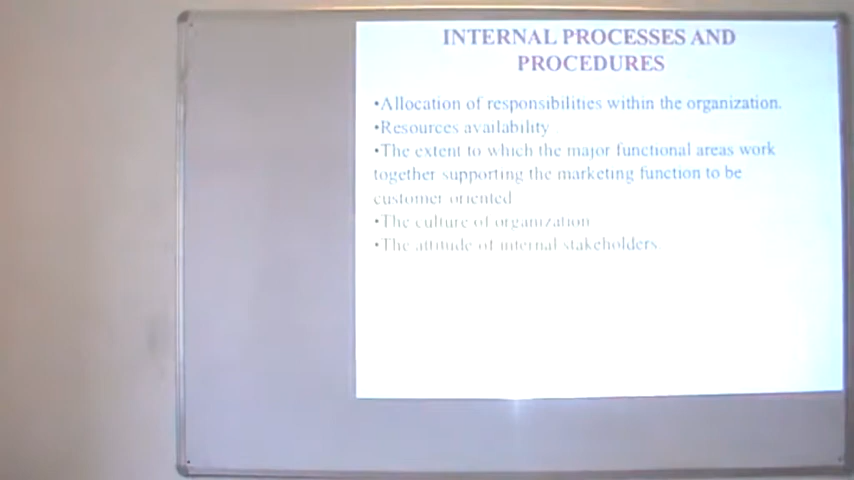 INTERNAL PROCESSES AND
PROCEDURES
•Allocation of responsibilities within the organization.
•Resources availability
•The extent to which the major functional areas work
together supporting the marketing function to be
customer oriented
•The culture of organization
•The attitude of internal stakeholders